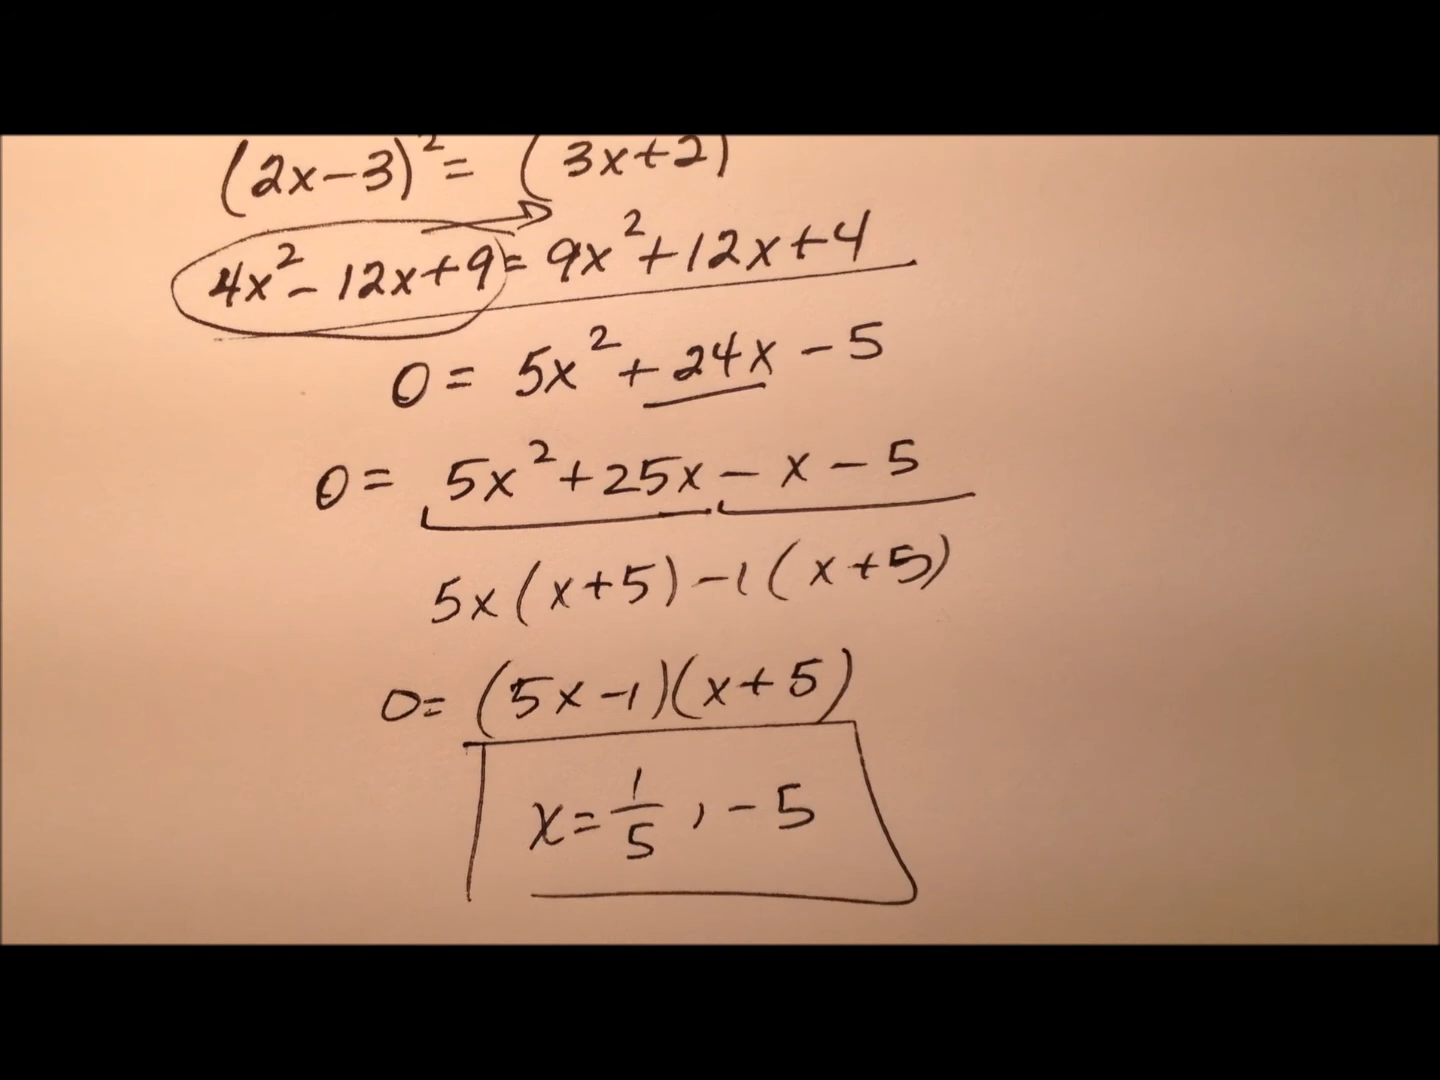 (2x-3)² = (3x+2)
4x² - 12x+9 = 9x²+12x+4
0 = 5x² + 24x - 5
0 = 5x²+25x - x - 5
5x(x+5) -1(x+5)
0= (5x-1)(x+5)
x= 1/5, -5